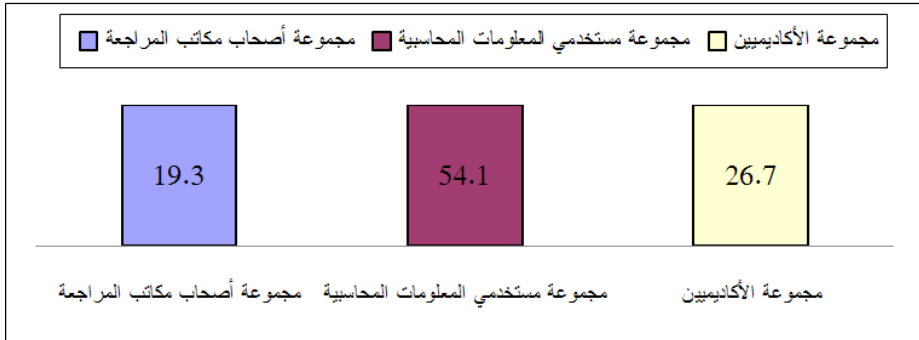 مجموعة الأكاديميين مجموعة مستخدمي المعلومات المحاسبية مجموعة أصحاب مكاتب المراجعة
26.7 54.1 19.3
مجموعة الأكاديميين مجموعة مستخدمي المعلومات المحاسبية مجموعة أصحاب مكاتب المراجعة